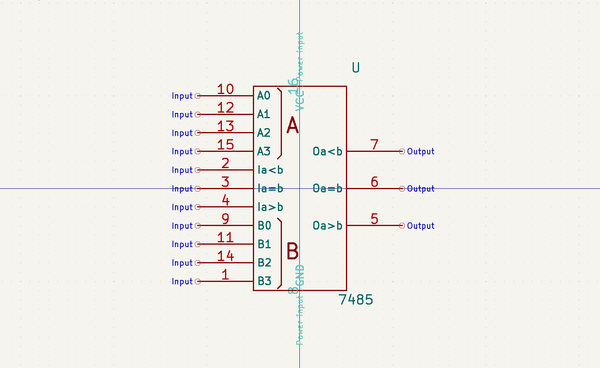 U
Power Input
16
VCC
Input 10 A0
Input 12 A1
A
Input 13 A2
Input 15 A3 Oa<b 7 Output
Input 2 Ia<b
Input 3 Ia=b Oa=b 6 Output
Input 4 Ia>b
Input 9 B0 Oa>b 5 Output
Input 11 B1
B
Input 14 B2
Input 1 B3
GND
8
Power Input
7485